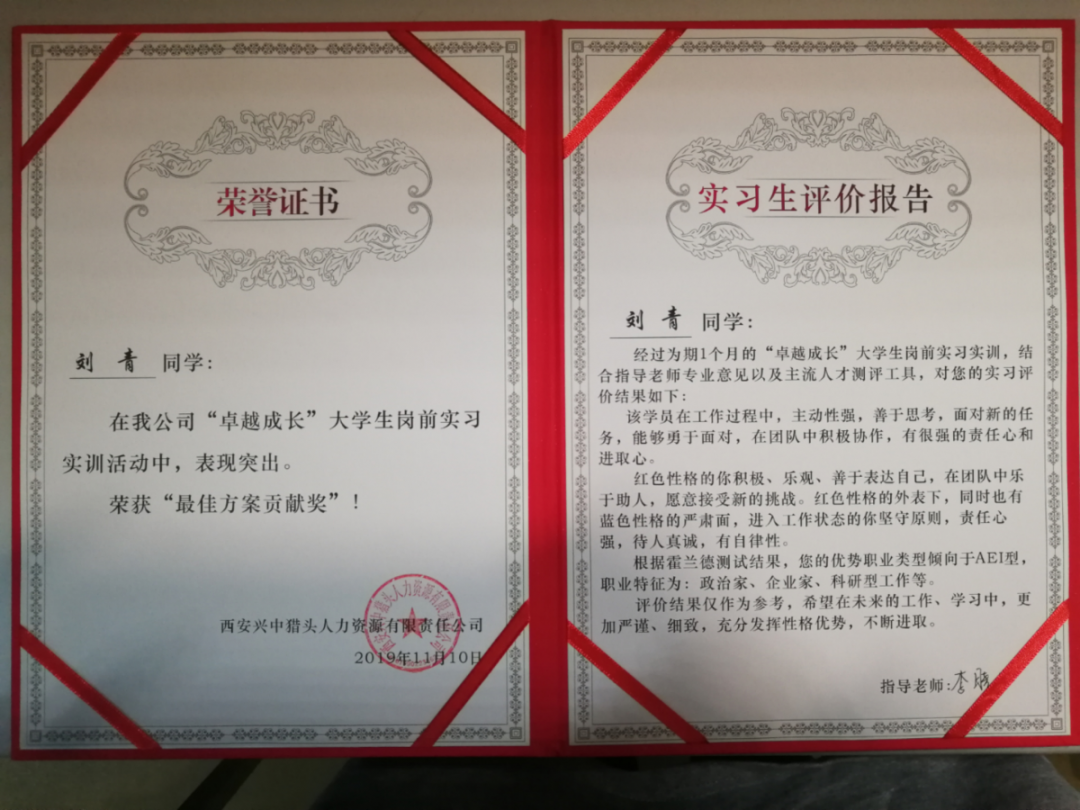 荣誉证书
刘 青 同学：
在我公司“卓越成长”大学生岗前实习
实训活动中，表现突出。
荣获“最佳方案贡献奖”！
西安兴中猎头人力资源有限责任公司
2019年11月10日
实习生评价报告
刘 青 同学：
经过为期1个月的“卓越成长”大学生岗前实习实训，结
合指导老师专业意见以及主流人才测评工具，对您的实习评
价结果如下：
该学员在工作过程中，主动性强，善于思考，面对新的任
务，能够勇于面对，在团队中积极协作，有很强的责任心和
进取心。
红色性格的你积极、乐观、善于表达自己，在团队中乐
于助人，愿意接受新的挑战。红色性格的外表下，同时也有
蓝色性格的严肃面，进入工作状态的你坚守原则，责任心
强，待人真诚，有自律性。
根据霍兰德测试结果，您的优势职业类型倾向于AEI型，
职业特征为：政治家、企业家、科研型工作等。
评价结果仅作为参考，希望在未来的工作、学习中，更
加严谨、细致，充分发挥性格优势，不断进取。
指导老师：李